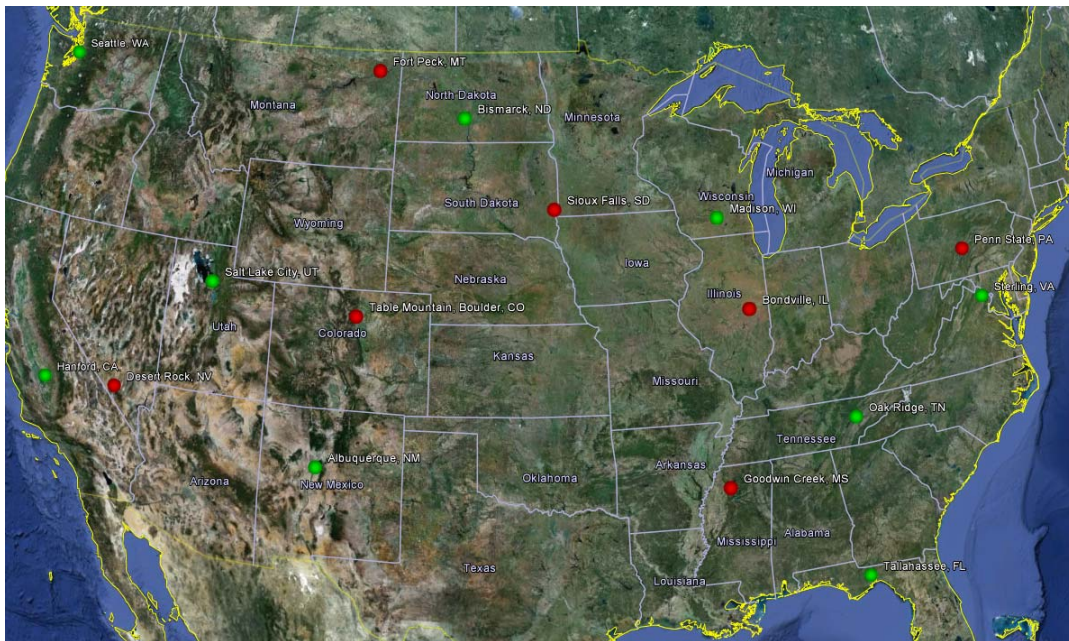 Seattle, WA
Fort Peck, MT
Montana
North Dakota
Bismarck, ND
Minnesota
Michigan
Wisconsin
Madison, WI
South Dakota
Sioux Falls, SD
Wyoming
Penn State, PA
Iowa
Salt Lake City, UT
Nebraska
Sterling, VA
Illinois
Bondville, IL
Table Mountain, Boulder, CO
Utah
Colorado
Kansas
Hanford, CA
Desert Rock, NV
Missouri
Oak Ridge, TN
Tennessee
Albuquerque, NM
Arkansas
Arizona
New Mexico
Oklahoma
Goodwin Creek, MS
Mississippi
Alabama
Texas
Tallahassee, FL
Louisiana